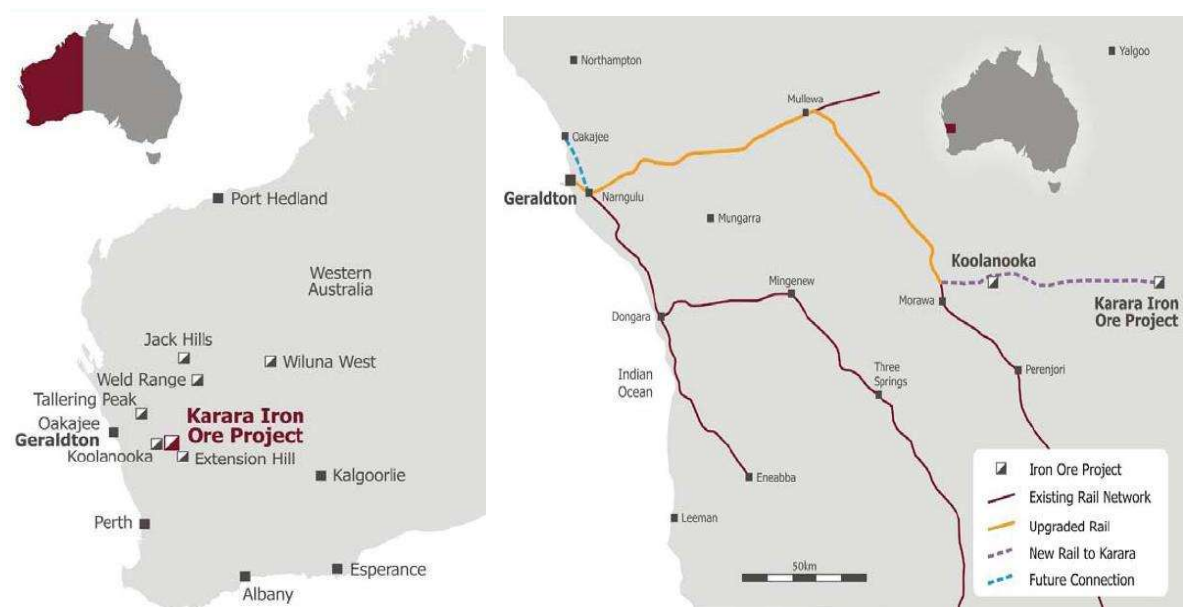 Port Hedland
Western
Australia
Jack Hills
Wiluna West
Weld Range
Tallering Peak
Oakajee
Geraldton
Karara Iron
Ore Project
Koolanooka
Extension Hill
Kalgoorlie
Perth
Esperance
Albany
Northampton
Yalgoo
Mullewa
Oakajee
Geraldton
Narngulu
Mungarra
Koolanooka
Mingenew
Morawa
Karara Iron
Ore Project
Dongara
Indian
Ocean
Three
Springs
Perenjori
Eneabba
Leeman
50km
Iron Ore Project
Existing Rail Network
Upgraded Rail
New Rail to Karara
Future Connection